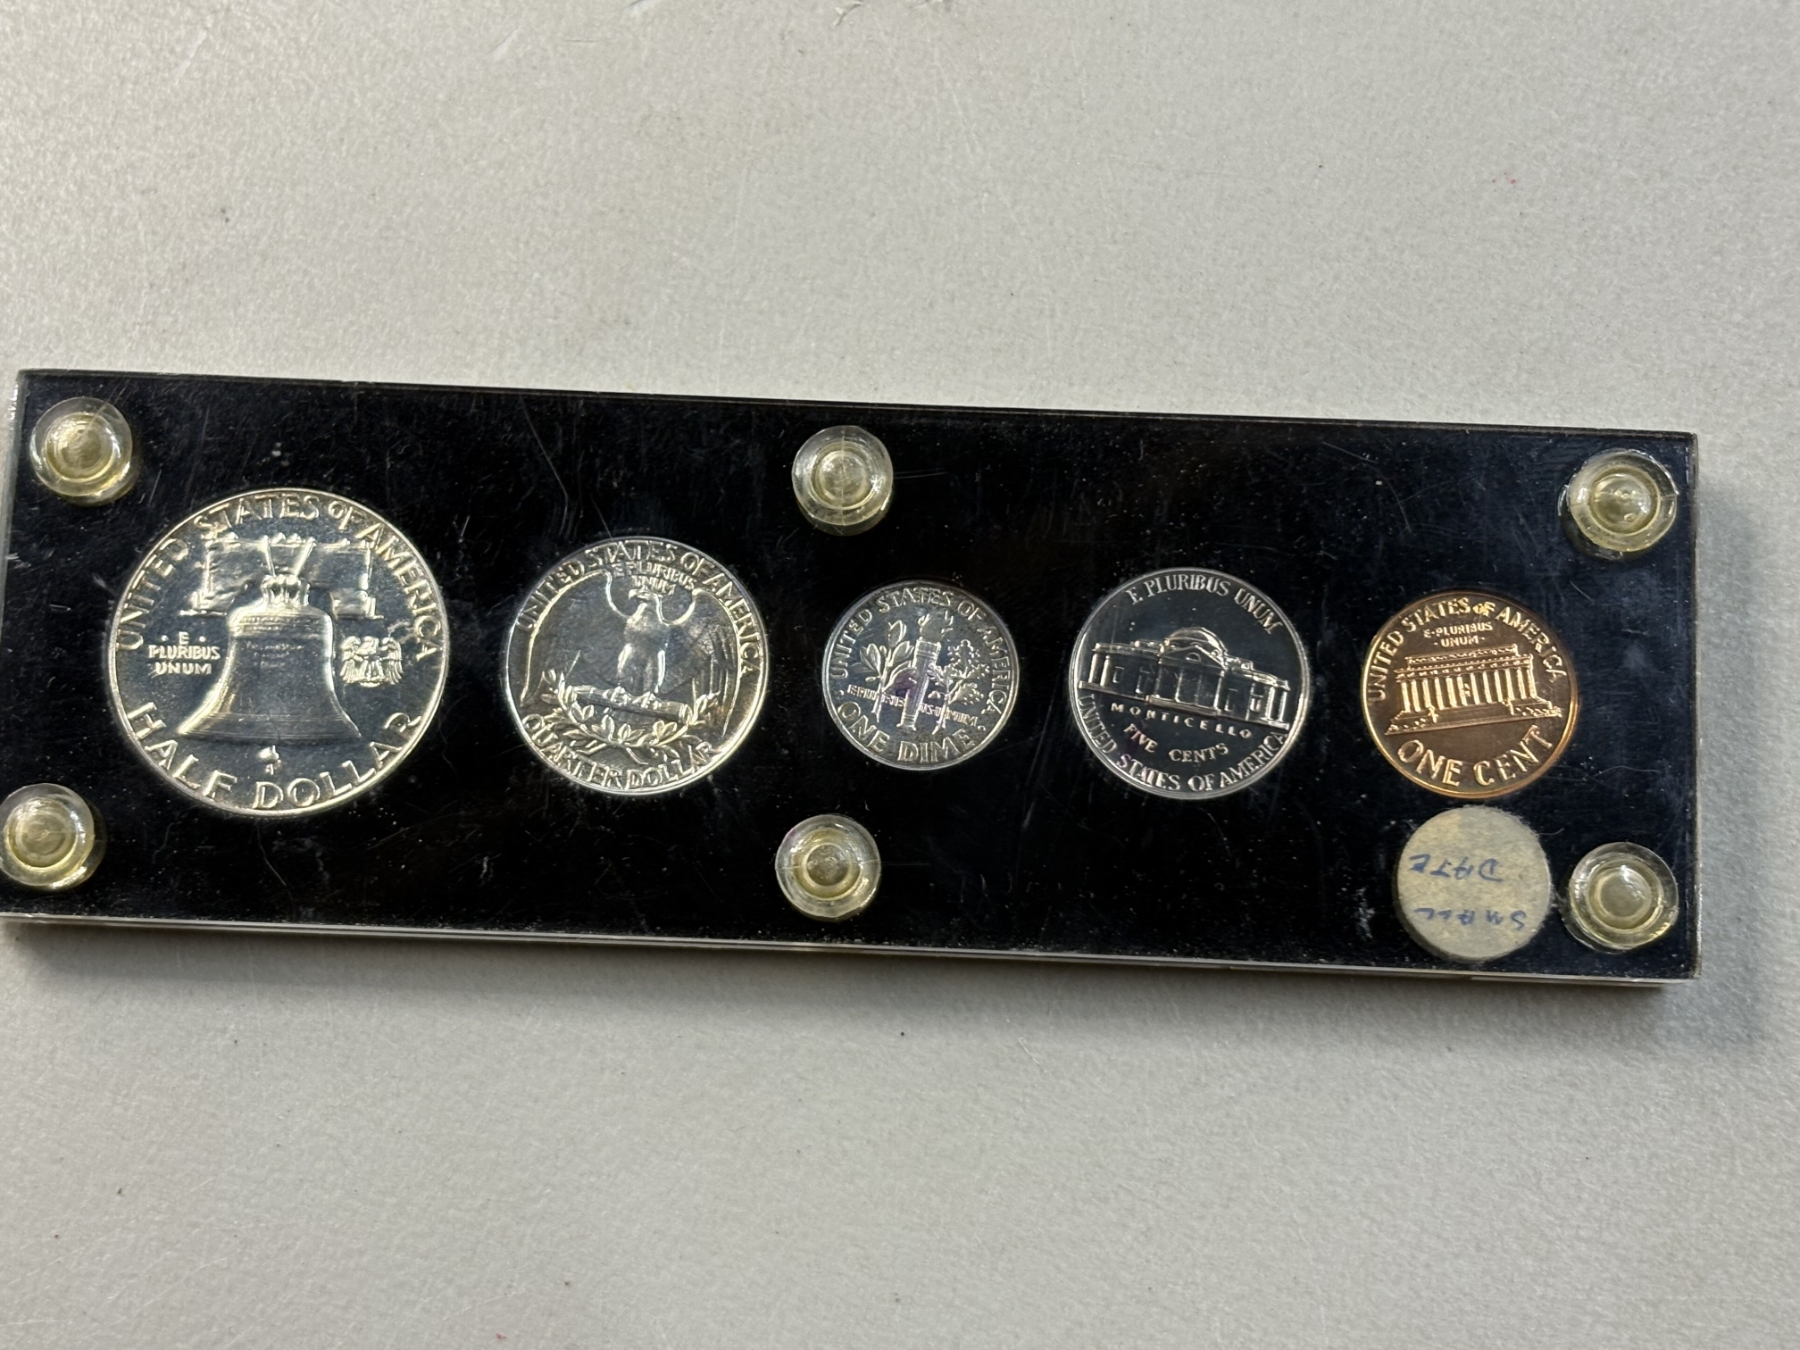 UNITED STATES OF AMERICA
· E ·
PLURIBUS
UNUM
HALF DOLLAR
UNITED STATES OF AMERICA
E PLURIBUS
UNUM
QUARTER DOLLAR
UNITED STATES OF AMERICA
ONE DIME
E PLURIBUS UNUM
MONTICELLO
FIVE CENTS
UNITED STATES OF AMERICA
UNITED STATES OF AMERICA
E·PLURIBUS
·UNUM·
ONE CENT
SMALL
DATE